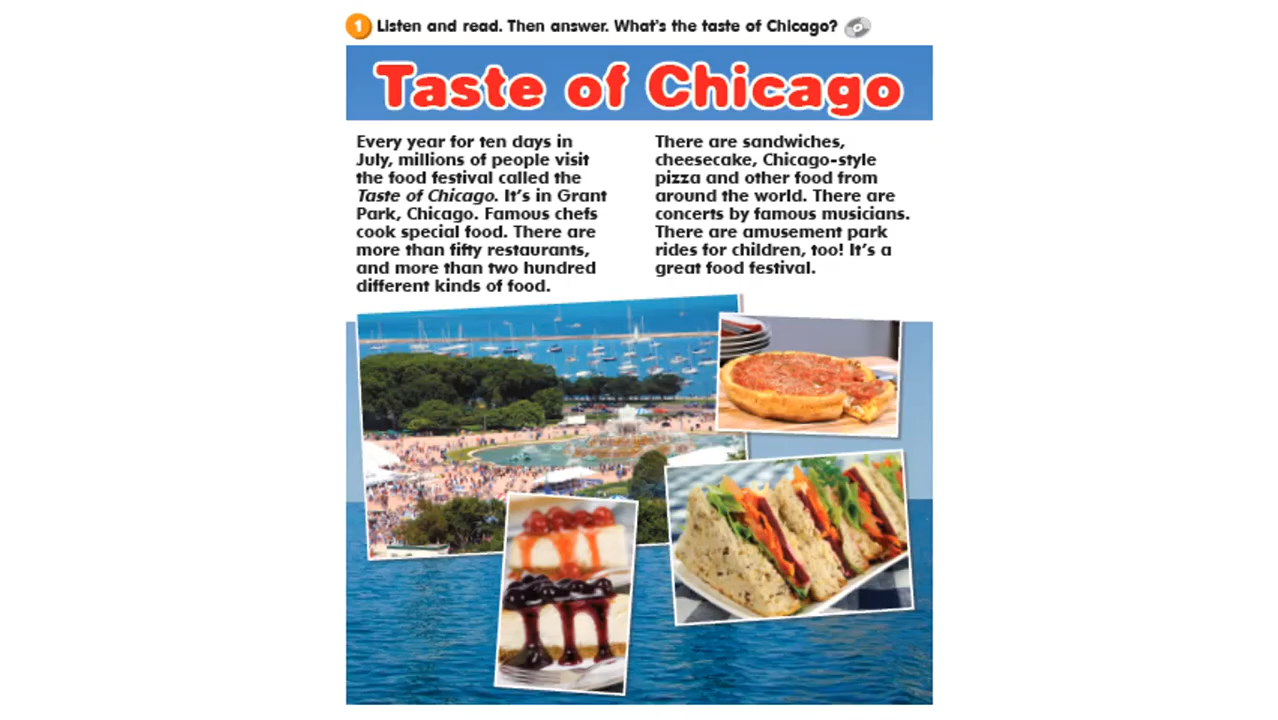 1 Listen and read. Then answer. What's the taste of Chicago?
Taste of Chicago
Every year for ten days in
July, millions of people visit
the food festival called the
Taste of Chicago. It's in Grant
Park, Chicago. Famous chefs
cook special food. There are
more than fifty restaurants,
and more than two hundred
different kinds of food.
There are sandwiches,
cheesecake, Chicago-style
pizza and other food from
around the world. There are
concerts by famous musicians.
There are amusement park
rides for children, too! It's a
great food festival.